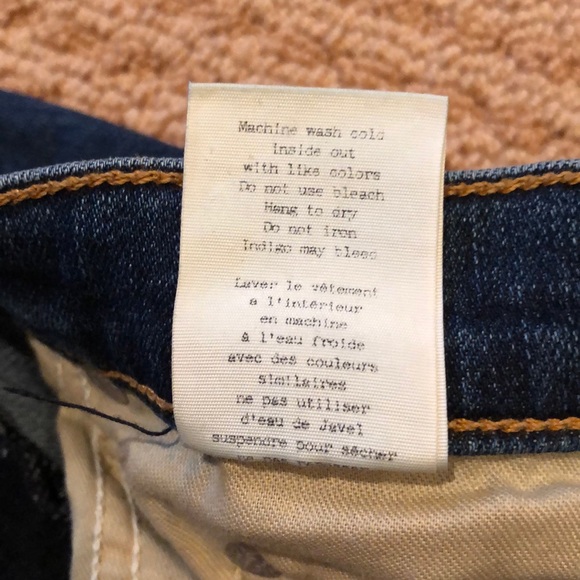 Machine wash cold
inside out
with like colors
Do not use bleach
Hang to dry
Do not iron
Indigo may bleed
Laver le vêtement
a l'intérieur
en machine
à l'eau froide
avec des couleurs
similaires
ne pas utiliser
d'eau de Javel
suspendre pour sécher
ne pas